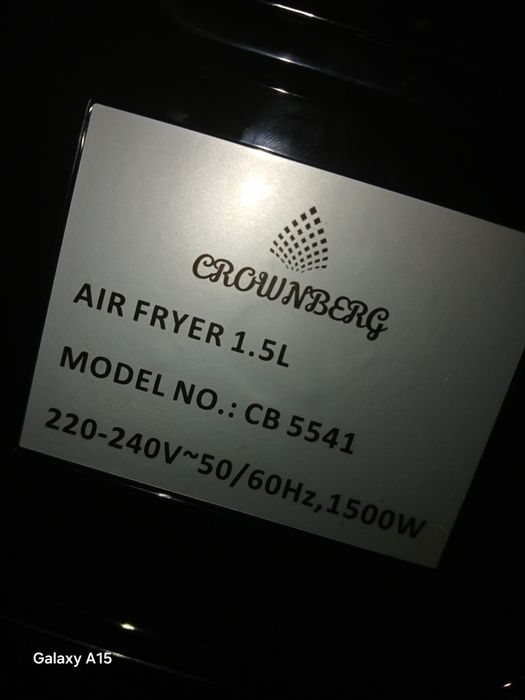 CROWNBERG
AIR FRYER 1.5L
MODEL NO.: CB 5541
220-240V~50/60Hz,1500W
Galaxy A15